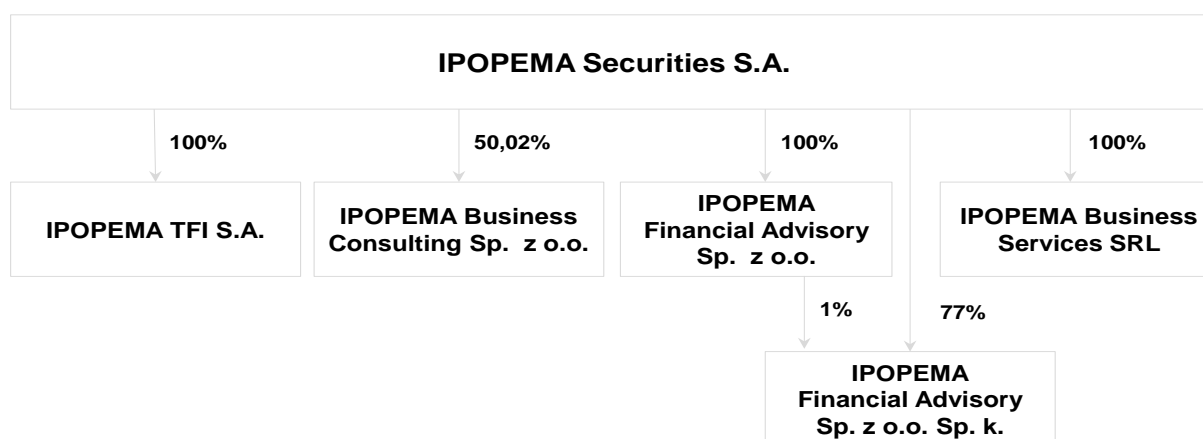 IPOPEMA Securities S.A.
100%
50,02%
100%
100%
IPOPEMA TFI S.A.
IPOPEMA Business
Consulting Sp. z o.o.
IPOPEMA
Financial Advisory
Sp. z o.o.
IPOPEMA Business
Services SRL
1%
77%
IPOPEMA
Financial Advisory
Sp. z o.o. Sp. k.